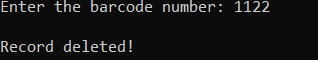 Enter the barcode number: 1122
Record deleted!